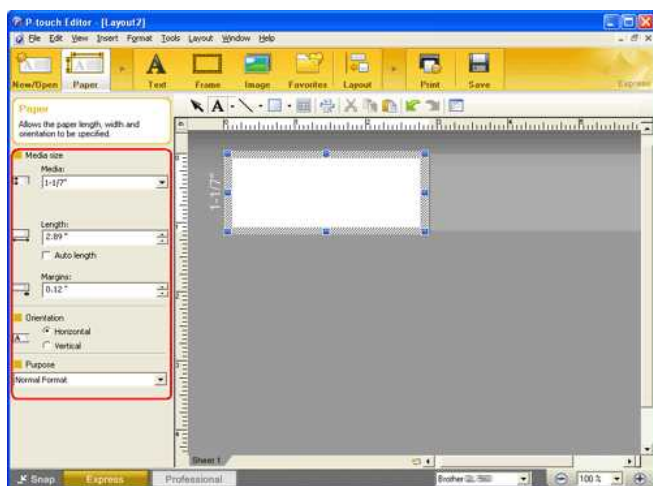 P-touch Editor - [Layout2]
File Edit View Insert Format Tools Layout Window Help
New/Open Paper Text Frame Image Favorites Layout Print Save Express
Paper
Allows the paper length, width and
orientation to be specified.
Media size
Media:
1-1/7"
Length:
2.89 "
Auto length
Margins:
0.12 "
Orientation
A
Horizontal
Vertical
Purpose
Normal Format
1-1/7"
Sheet 1
Snap Express Professional Brother 100 %